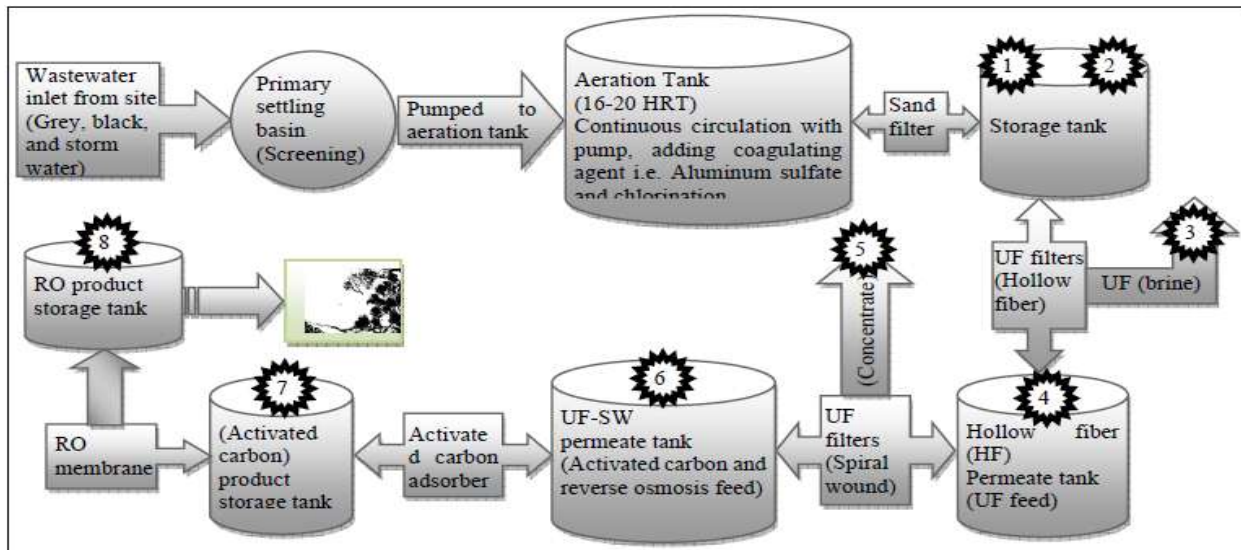 Wastewater
inlet from site
(Grey, black,
and storm
water)
Primary
settling
basin
(Screening)
Pumped to
aeration tank
Aeration Tank
(16-20 HRT)
Continuous circulation with
pump, adding coagulating
agent i.e. Aluminum sulfate
and chlorination
Sand
filter
1
2
Storage tank
UF filters
(Hollow
fiber)
3
UF (brine)
4
Hollow fiber
(HF)
Permeate tank
(UF feed)
UF
filters
(Spiral
wound)
5
(Concentrate)
6
UF-SW
permeate tank
(Activated carbon and
reverse osmosis feed)
Activate
d carbon
adsorber
7
(Activated
carbon)
product
storage tank
RO
membrane
8
RO product
storage tank